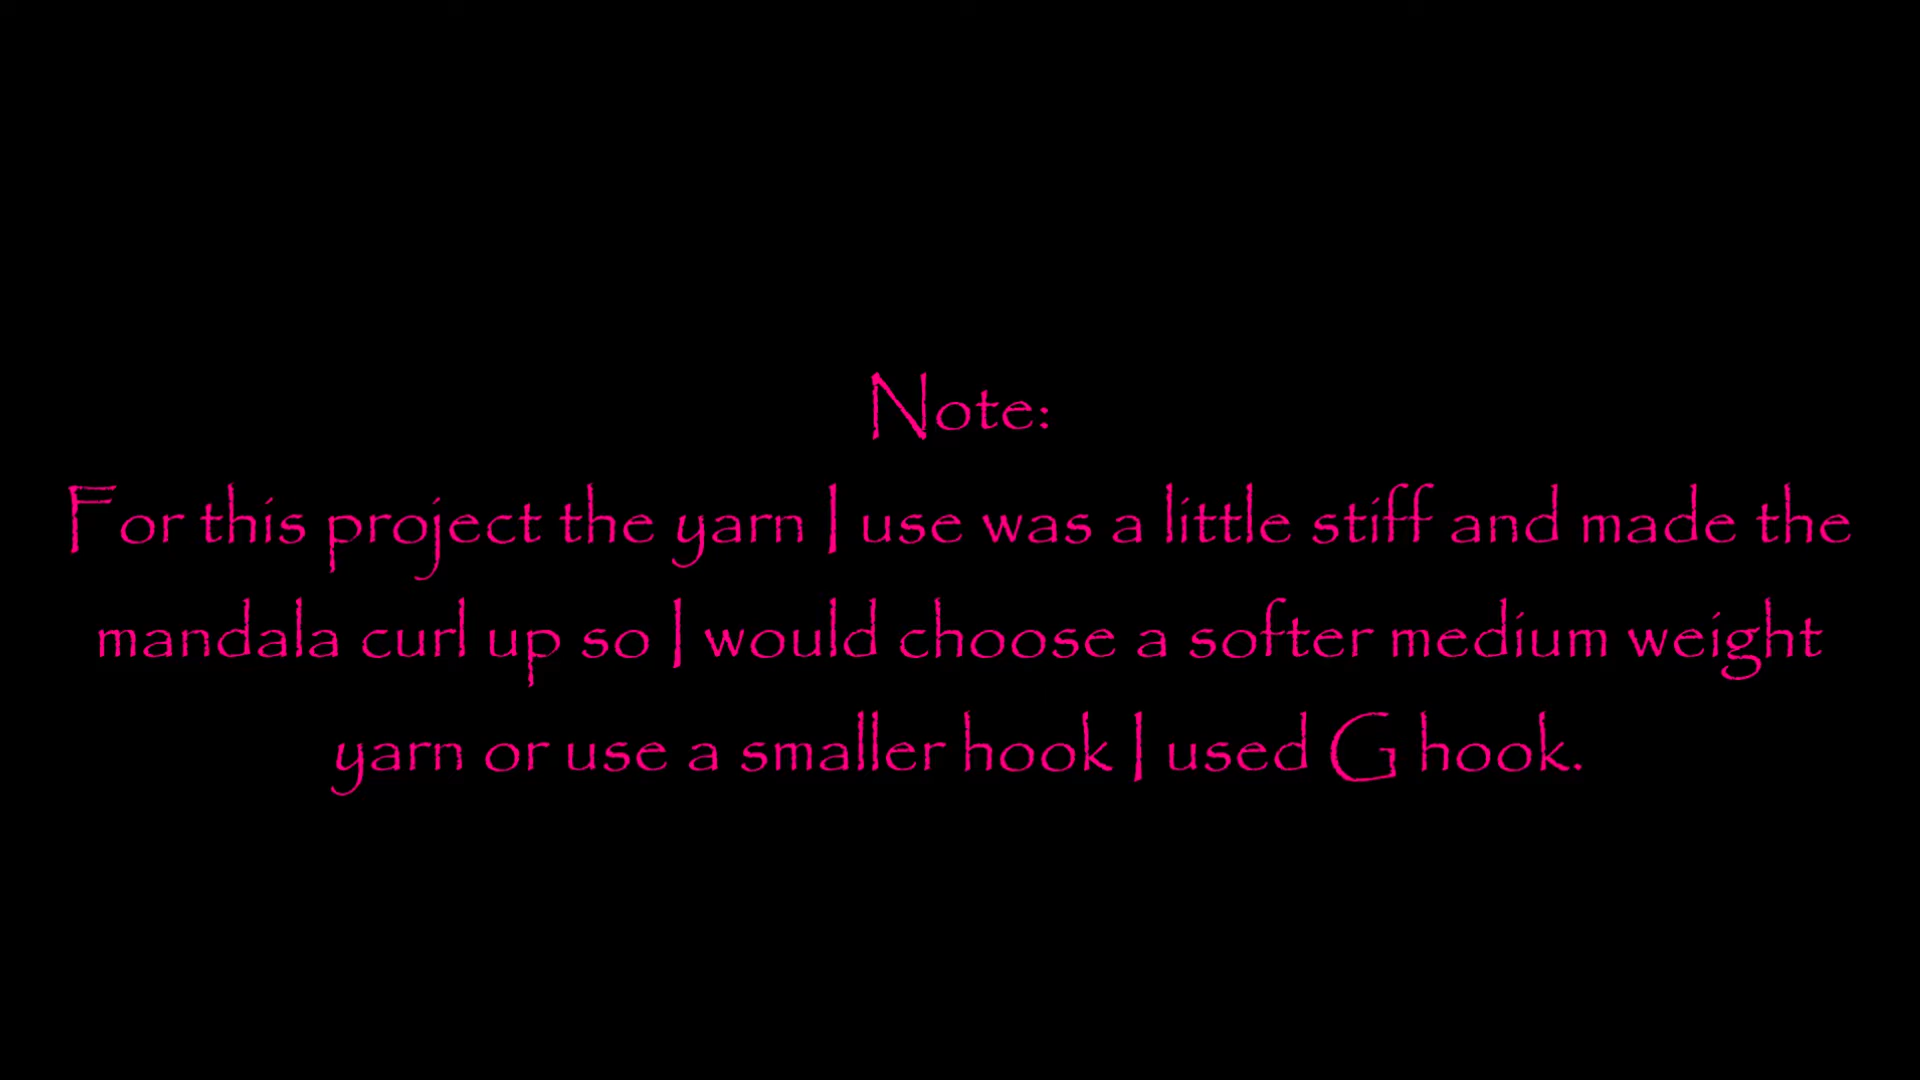 Note:
For this project the yarn I use was a little stiff and made the
mandala curl up so I would choose a softer medium weight
yarn or use a smaller hook I used G hook.